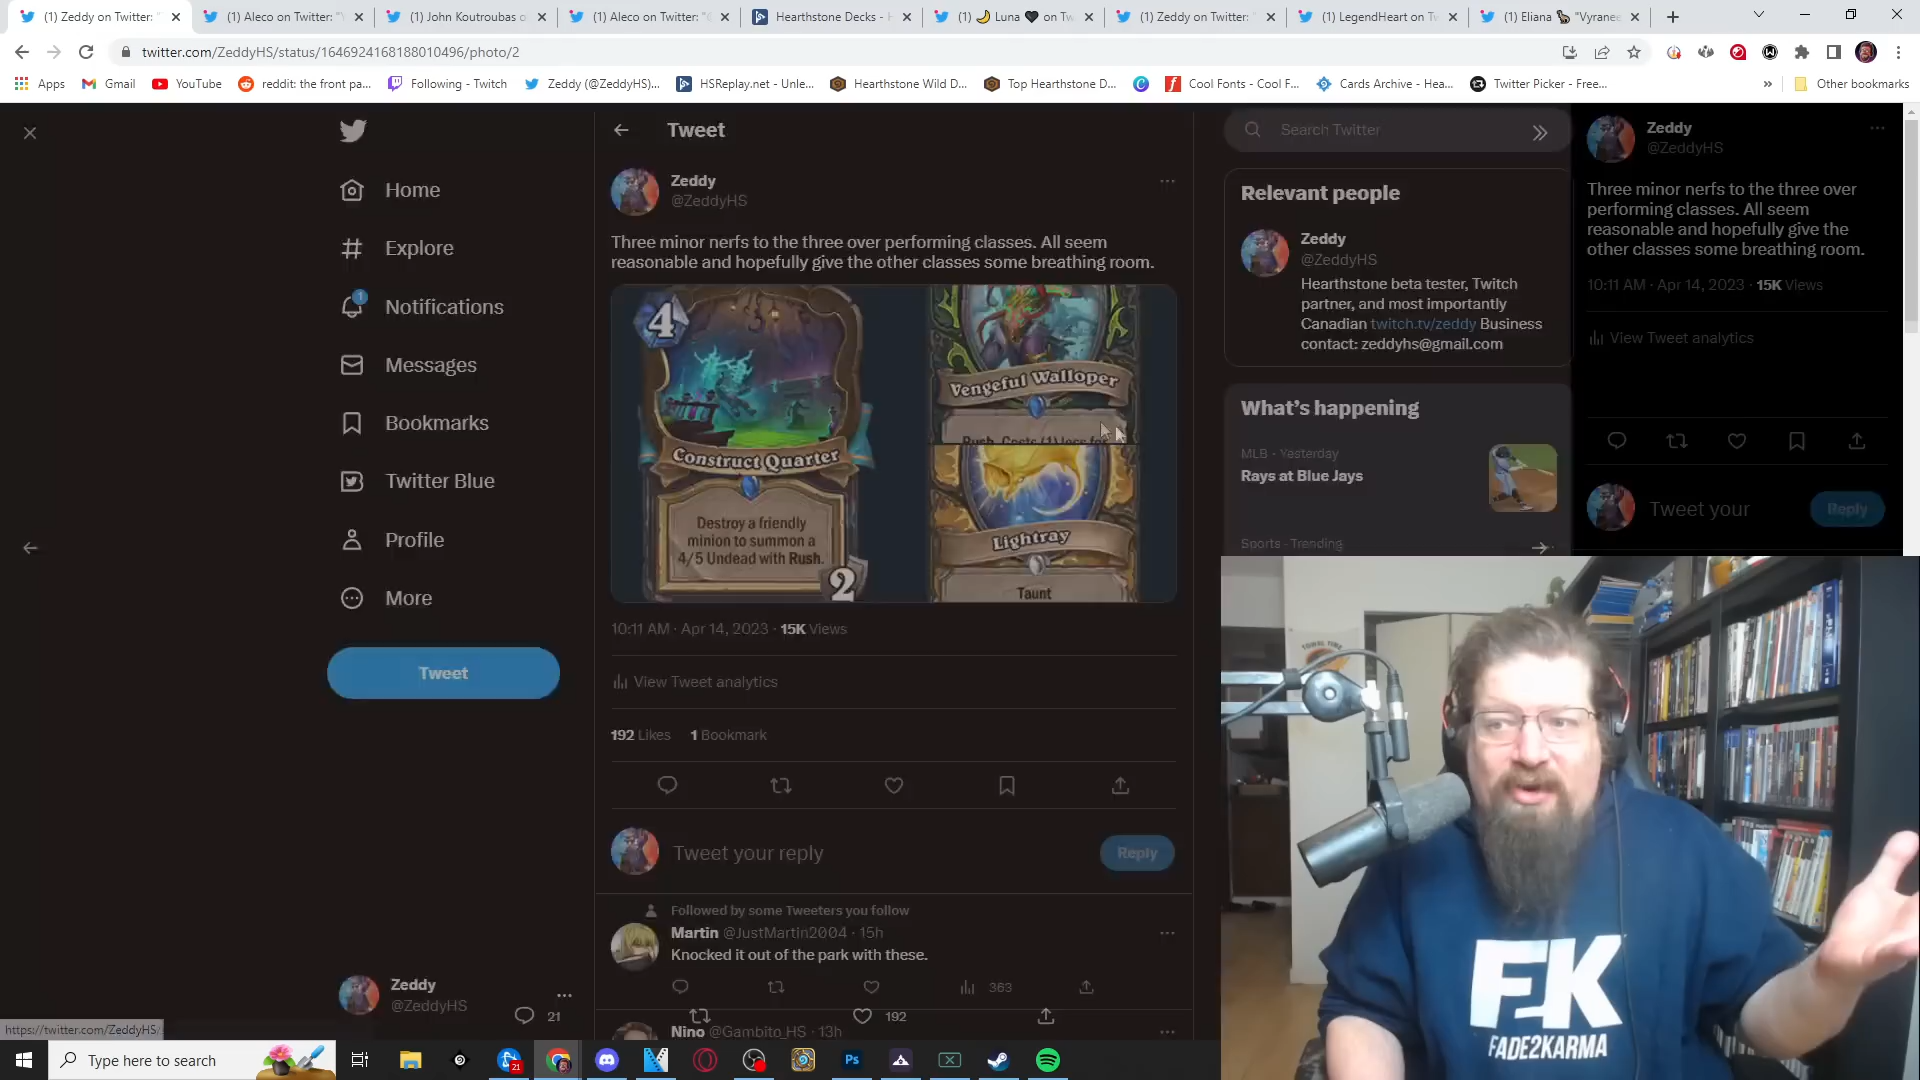 (1) Zeddy on Twitter: "
(1) Aleco on Twitter: "
(1) John Koutroubas o
(1) Aleco on Twitter: "
Hearthstone Decks - H
(1) 🌙 Luna 🖤 on Tw
(1) Zeddy on Twitter:
(1) LegendHeart on T
(1) Eliana 🦕 "Vyranee
twitter.com/ZeddyHS/status/1646924168188010496/photo/2
Apps
Gmail
YouTube
reddit: the front pa...
Following - Twitch
Zeddy (@ZeddyHS)...
HSReplay.net - Unle...
Hearthstone Wild D...
Top Hearthstone D...
Cool Fonts - Cool F...
Cards Archive - Hea...
Twitter Picker - Free...
»
Other bookmarks
Home
Explore
1
Notifications
Messages
Bookmarks
Twitter Blue
Profile
More
Tweet
Zeddy
@ZeddyHS
https://twitter.com/ZeddyHS/
Tweet
Zeddy
@ZeddyHS
Three minor nerfs to the three over performing classes. All seem
reasonable and hopefully give the other classes some breathing room.
4
Construct Quarter
Destroy a friendly
minion to summon a
4/5 Undead with Rush.
2
Vengeful Walloper
Rush. Costs (1) less for
Lightray
Taunt
10:11 AM · Apr 14, 2023 · 15K Views
View Tweet analytics
192 Likes 1 Bookmark
Tweet your reply
Reply
Followed by some Tweeters you follow
Martin @JustMartin2004 · 15h
Knocked it out of the park with these.
363
21
192
Nino @Gambito_HS · 13h
Search Twitter
Relevant people
Zeddy
@ZeddyHS
Hearthstone beta tester, Twitch
partner, and most importantly
Canadian twitch.tv/zeddy Business
contact: zeddyhs@gmail.com
What's happening
MLB · Yesterday
Rays at Blue Jays
Sports · Trending
Zeddy
@ZeddyHS
Three minor nerfs to the three over
performing classes. All seem
reasonable and hopefully give the
other classes some breathing room.
10:11 AM · Apr 14, 2023 · 15K Views
View Tweet analytics
Tweet your
Reply
FK
FADE2KARMA
Type here to search
21
Ps